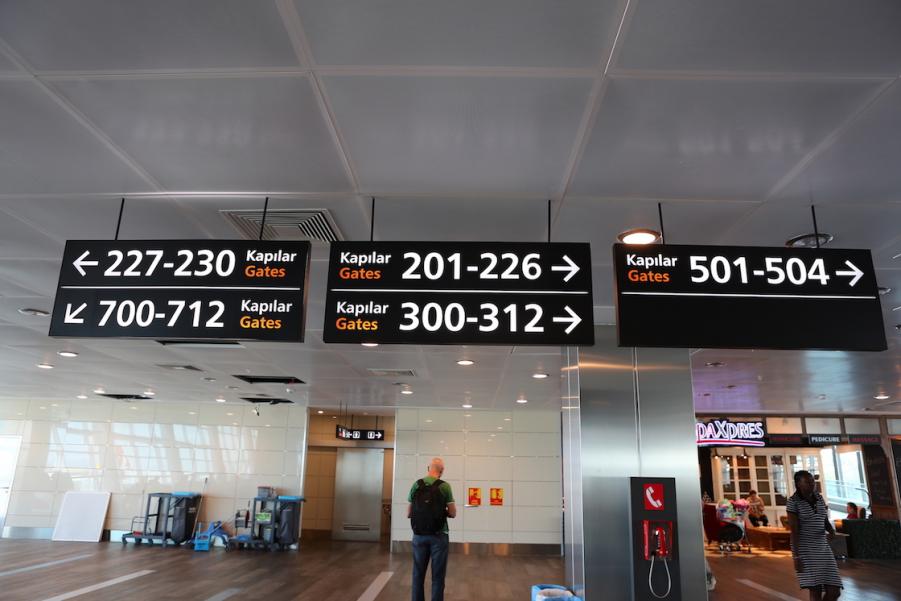 ← 227-230 Kapılar
Gates
↙ 700-712 Kapılar
Gates
Kapılar 201-226 →
Gates
Kapılar 300-312 →
Gates
Kapılar 501-504 →
Gates
DAXDRES
PEDICURE
MASSAGE